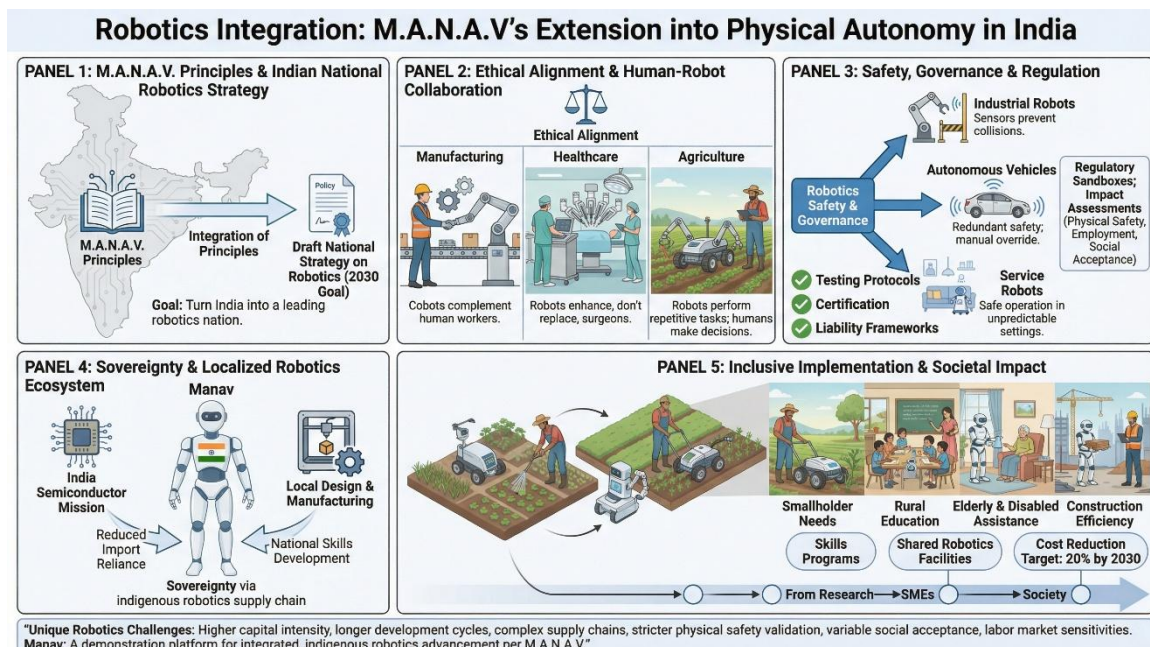 Robotics Integration: M.A.N.A.V's Extension into Physical Autonomy in India
PANEL 1: M.A.N.A.V. Principles & Indian National
Robotics Strategy
M.A.N.A.V.
Principles
Integration of
Principles
Policy
Draft National
Strategy on
Robotics (2030
Goal)
Goal: Turn India into a leading
robotics nation.
PANEL 2: Ethical Alignment & Human-Robot
Collaboration
Ethical Alignment
Manufacturing
Cobots complement
human workers.
Healthcare
Robots enhance, don't
replace, surgeons.
Agriculture
Robots perform
repetitive tasks; humans
make decisions.
PANEL 3: Safety, Governance & Regulation
Robotics
Safety &
Governance
Industrial Robots
Sensors prevent
collisions.
Autonomous Vehicles
Redundant safety;
manual override.
Service
Robots
Safe operation in
unpredictable
settings.
Regulatory
Sandboxes;
Impact
Assessments
(Physical Safety,
Employment,
Social
Acceptance)
Testing Protocols
Certification
Liability Frameworks
PANEL 4: Sovereignty & Localized Robotics
Ecosystem
Manav
India
Semiconductor
Mission
Reduced
Import
Reliance
Local Design &
Manufacturing
National Skills
Development
Sovereignty via
indigenous robotics supply chain
PANEL 5: Inclusive Implementation & Societal Impact
Smallholder
Needs
Rural
Education
Elderly & Disabled
Assistance
Construction
Efficiency
Skills
Programs
Shared Robotics
Facilities
Cost Reduction
Target: 20% by 2030
From Research
SMEs
Society
"Unique Robotics Challenges: Higher capital intensity, longer development cycles, complex supply chains, stricter physical safety validation, variable social acceptance, labor market sensitivities.
Manav: A demonstration platform for integrated, indigenous robotics advancement per M.A.N.A.V."